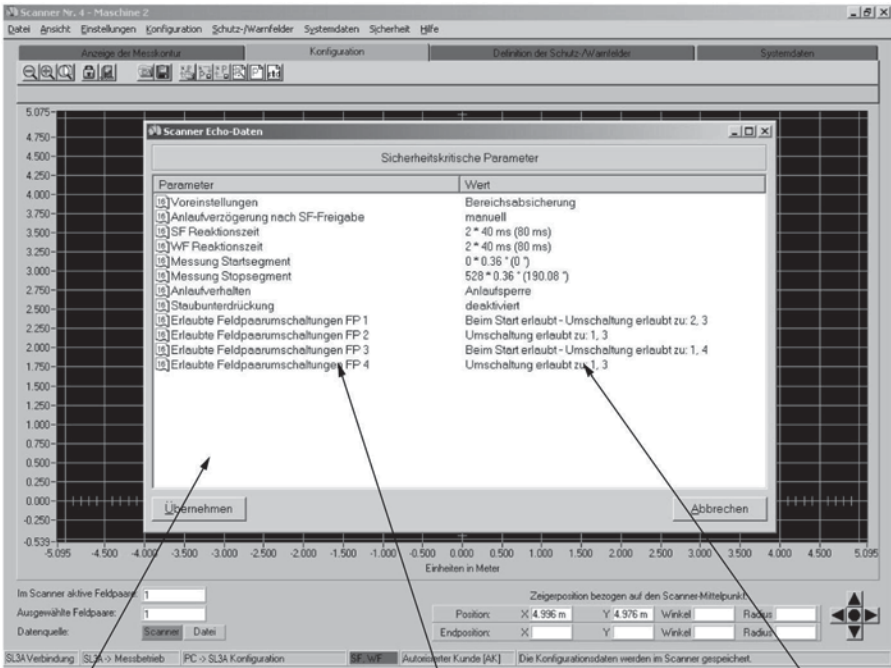 Scanner Nr. 4 - Maschine 2
Datei Ansicht Einstellungen Konfiguration Schutz-/Warnfelder Systemdaten Sicherheit Hilfe
Anzeige der Messkontur Konfiguration Definition der Schutz-/Warnfelder Systemdaten
5.075
4.750
4.500
4.250
4.000
3.750
3.500
3.250
3.000
2.750
2.500
2.250
2.000
1.750
1.500
1.250
1.000
0.750
0.500
0.250
0.000
-0.250
-0.539
Scanner Echo-Daten
Sicherheitskritische Parameter
Parameter Wert
Voreinstellungen Bereichsabsicherung
Anlaufverzögerung nach SF-Freigabe manuell
SF Reaktionszeit 2 * 40 ms (80 ms)
WF Reaktionszeit 2 * 40 ms (80 ms)
Messung Startsegment 0 * 0.36 ° (0 °)
Messung Stopsegment 528 * 0.36 ° (190.08 °)
Anlaufverhalten Anlaufsperre
Staubunterdrückung deaktiviert
Erlaubte Feldpaarumschaltungen FP 1 Beim Start erlaubt - Umschaltung erlaubt zu: 2, 3
Erlaubte Feldpaarumschaltungen FP 2 Umschaltung erlaubt zu: 1, 3
Erlaubte Feldpaarumschaltungen FP 3 Beim Start erlaubt - Umschaltung erlaubt zu: 1, 4
Erlaubte Feldpaarumschaltungen FP 4 Umschaltung erlaubt zu: 1, 3
Übernehmen Abbrechen
-5.095 -4.500 -4.000 -3.500 -3.000 -2.500 -2.000 -1.500 -1.000 -0.500 0.000 0.500 1.000 1.500 2.000 2.500 3.000 3.500 4.000 4.500 5.095
Einheiten in Meter
Im Scanner aktive Feldpaare: 1
Zeigerposition bezogen auf den Scanner-Mittelpunkt
Ausgewählte Feldpaare: 1
Position: X 4.996 m Y 4.976 m Winkel Radius
Datenquelle: Scanner Datei
Endposition: X Y Winkel Radius
SL3A Verbindung SL3A -> Messbetrieb PC -> SL3A Konfiguration SF, WF Autorisierter Kunde [AK] Die Konfigurationsdaten werden im Scanner gespeichert.